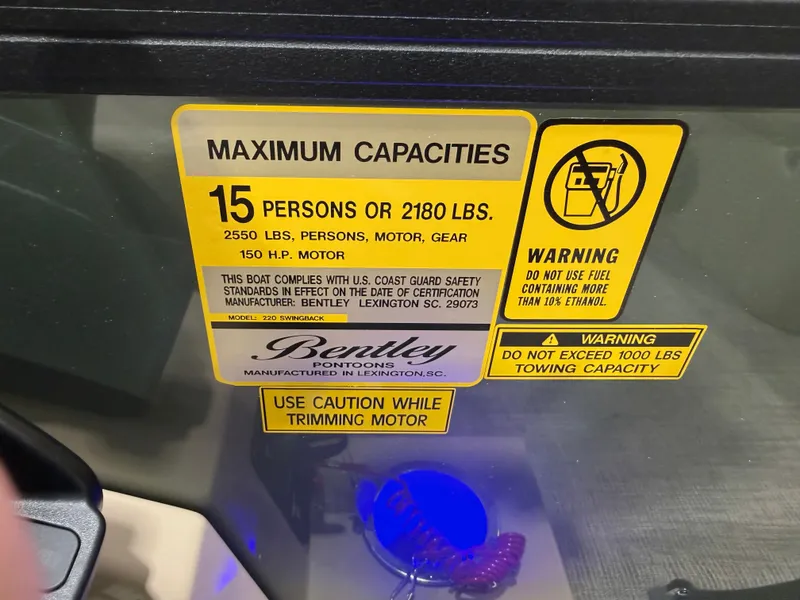 MAXIMUM CAPACITIES
15 PERSONS OR 2180 LBS.
2550 LBS, PERSONS, MOTOR, GEAR
150 H.P. MOTOR
THIS BOAT COMPLIES WITH U.S. COAST GUARD SAFETY
STANDARDS IN EFFECT ON THE DATE OF CERTIFICATION
MANUFACTURER: BENTLEY LEXINGTON SC. 29073
MODEL: 220 SWINGBACK
Bentley
PONTOONS
MANUFACTURED IN LEXINGTON,SC.
WARNING
DO NOT USE FUEL
CONTAINING MORE
THAN 10% ETHANOL.
WARNING
DO NOT EXCEED 1000 LBS
TOWING CAPACITY
USE CAUTION WHILE
TRIMMING MOTOR